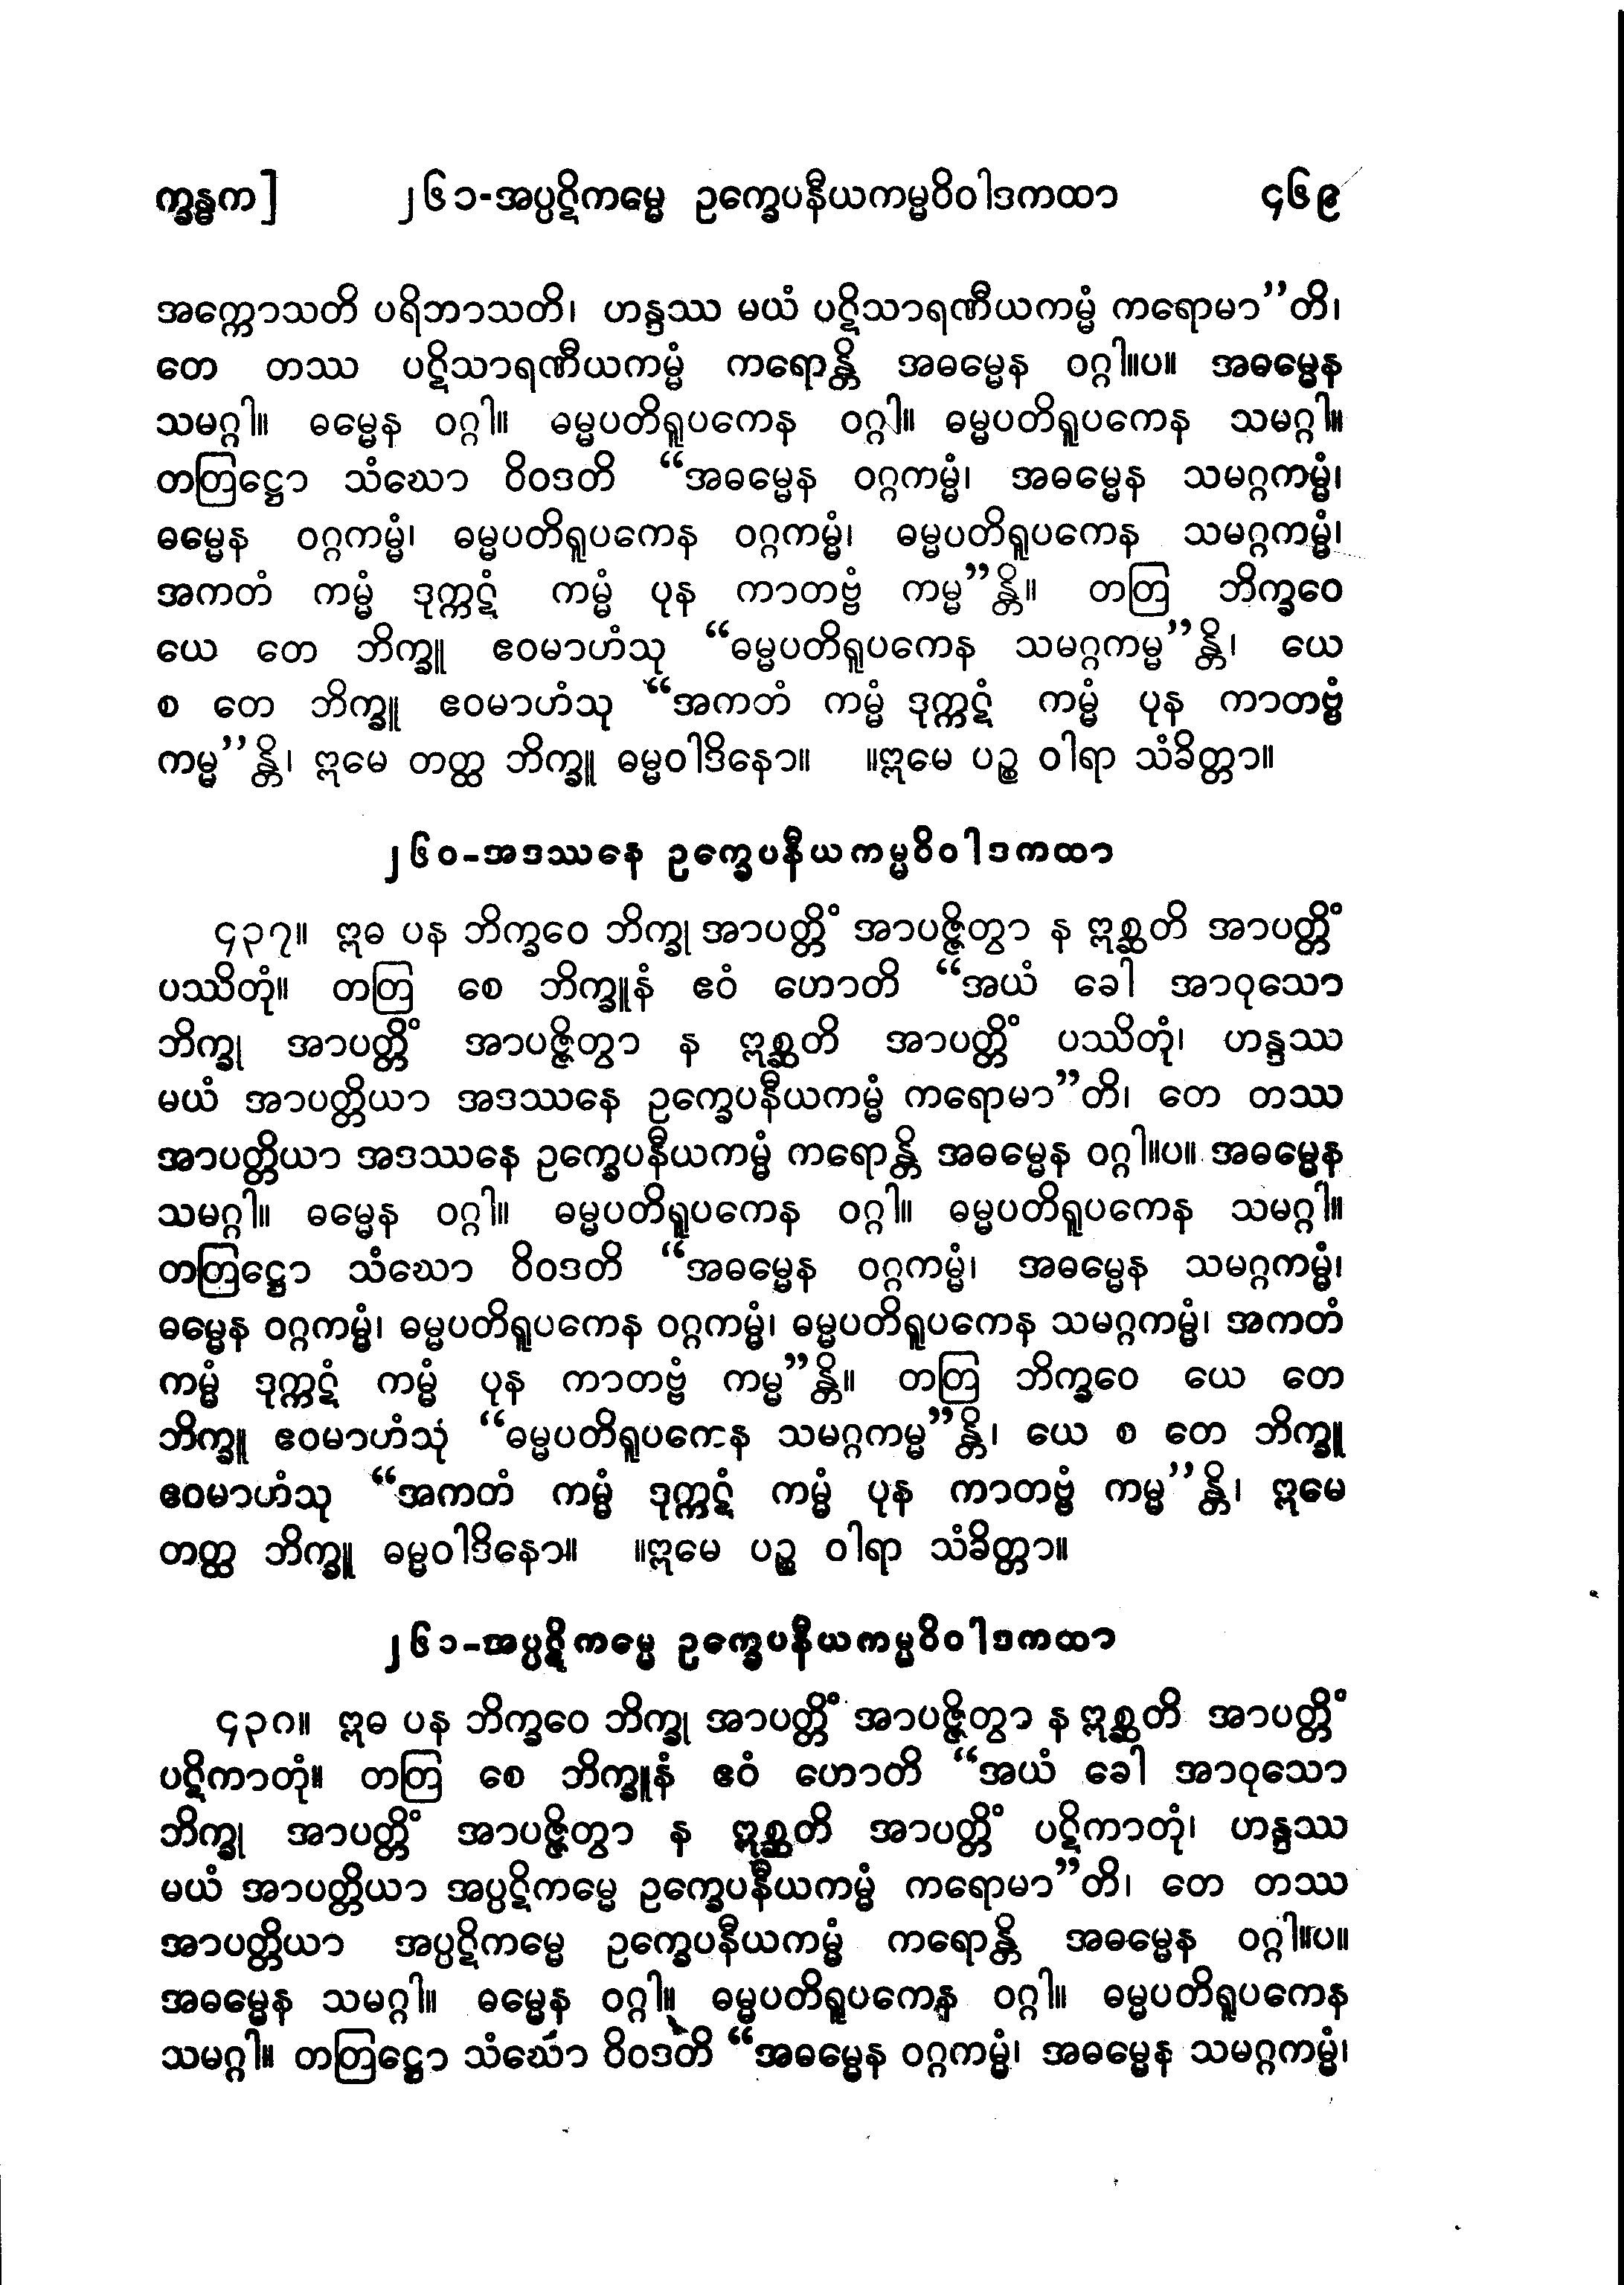 က္ခန္ဓက]	၂၆၁-အပ္ပဋိကမ္မေ ဥက္ခေပနီယကမ္မဝိဝါဒကထာ	၄၆၉
အက္ကောသတိ ပရိဘာသတိ၊ ဟန္ဒဿ မယံ ပဋိသာရဏီယကမ္မံ ကရောမာ”တိ၊
တေ တဿ ပဋိသာရဏီယကမ္မံ ကရောန္တိ အဓမ္မေန ဝဂ္ဂါ။ပ။ အဓမ္မေန
သမဂ္ဂါ။ ဓမ္မေန ဝဂ္ဂါ။ ဓမ္မပတိရူပကေန ဝဂ္ဂါ။ ဓမ္မပတိရူပကေန သမဂ္ဂါ။
တတြဋ္ဌော သံဃော ဝိဝဒတိ “အဓမ္မေန ဝဂ္ဂကမ္မံ၊ အဓမ္မေန သမဂ္ဂကမ္မံ၊
ဓမ္မေန ဝဂ္ဂကမ္မံ၊ ဓမ္မပတိရူပကေန ဝဂ္ဂကမ္မံ၊ ဓမ္မပတိရူပကေန သမဂ္ဂကမ္မံ၊
အကတံ ကမ္မံ ဒုက္ကဋံ ကမ္မံ ပုန ကာတဗ္ဗံ ကမ္မ”န္တိ။ တတြ ဘိက္ခဝေ
ယေ တေ ဘိက္ခူ ဧဝမာဟံသု “ဓမ္မပတိရူပကေန သမဂ္ဂကမ္မ”န္တိ၊ ယေ
စ တေ ဘိက္ခူ ဧဝမာဟံသု “အကတံ ကမ္မံ ဒုက္ကဋံ ကမ္မံ ပုန ကာတဗ္ဗံ
ကမ္မ”န္တိ၊ ဣမေ တတ္ထ ဘိက္ခူ ဓမ္မဝါဒိနော။ ။ဣမေ ပဉ္စ ဝါရာ သံခိတ္တာ။
၂၆၀-အဒဿနေ ဥက္ခေပနီယကမ္မဝိဝါဒကထာ
၄၃၇။ ဣဓ ပန ဘိက္ခဝေ ဘိက္ခု အာပတ္တိံ အာပဇ္ဇိတွာ န ဣစ္ဆတိ အာပတ္တိံ
ပဿိတုံ။ တတြ စေ ဘိက္ခူနံ ဧဝံ ဟောတိ “အယံ ခေါ အာဝုသော
ဘိက္ခု အာပတ္တိံ အာပဇ္ဇိတွာ န ဣစ္ဆတိ အာပတ္တိံ ပဿိတုံ၊ ဟန္ဒဿ
မယံ အာပတ္တိယာ အဒဿနေ ဥက္ခေပနီယကမ္မံ ကရောမာ”တိ၊ တေ တဿ
အာပတ္တိယာ အဒဿနေ ဥက္ခေပနီယကမ္မံ ကရောန္တိ အဓမ္မေန ဝဂ္ဂါ။ပ။ အဓမ္မေန
သမဂ္ဂါ။ ဓမ္မေန ဝဂ္ဂါ။ ဓမ္မပတိရူပကေန ဝဂ္ဂါ။ ဓမ္မပတိရူပကေန သမဂ္ဂါ။
တတြဋ္ဌော သံဃော ဝိဝဒတိ “အဓမ္မေန ဝဂ္ဂကမ္မံ၊ အဓမ္မေန သမဂ္ဂကမ္မံ၊
ဓမ္မေန ဝဂ္ဂကမ္မံ၊ ဓမ္မပတိရူပကေန ဝဂ္ဂကမ္မံ၊ ဓမ္မပတိရူပကေန သမဂ္ဂကမ္မံ၊ အကတံ
ကမ္မံ ဒုက္ကဋံ ကမ္မံ ပုန ကာတဗ္ဗံ ကမ္မ”န္တိ။ တတြ ဘိက္ခဝေ ယေ တေ
ဘိက္ခူ ဧဝမာဟံသု “ဓမ္မပတိရူပကေန သမဂ္ဂကမ္မ”န္တိ၊ ယေ စ တေ ဘိက္ခူ
ဧဝမာဟံသု “အကတံ ကမ္မံ ဒုက္ကဋံ ကမ္မံ ပုန ကာတဗ္ဗံ ကမ္မ”န္တိ၊ ဣမေ
တတ္ထ ဘိက္ခူ ဓမ္မဝါဒိနော။ ။ဣမေ ပဉ္စ ဝါရာ သံခိတ္တာ။
၂၆၁-အပ္ပဋိကမ္မေ ဥက္ခေပနီယကမ္မဝိဝါဒကထာ
၄၃၈။ ဣဓ ပန ဘိက္ခဝေ ဘိက္ခု အာပတ္တိံ အာပဇ္ဇိတွာ န ဣစ္ဆတိ အာပတ္တိံ
ပဋိကာတုံ။ တတြ စေ ဘိက္ခူနံ ဧဝံ ဟောတိ “အယံ ခေါ အာဝုသော
ဘိက္ခု အာပတ္တိံ အာပဇ္ဇိတွာ န ဣစ္ဆတိ အာပတ္တိံ ပဋိကာတုံ၊ ဟန္ဒဿ
မယံ အာပတ္တိယာ အပ္ပဋိကမ္မေ ဥက္ခေပနီယကမ္မံ ကရောမာ”တိ၊ တေ တဿ
အာပတ္တိယာ အပ္ပဋိကမ္မေ ဥက္ခေပနီယကမ္မံ ကရောန္တိ အဓမ္မေန ဝဂ္ဂါ။ပ။
အဓမ္မေန သမဂ္ဂါ။ ဓမ္မေန ဝဂ္ဂါ။ ဓမ္မပတိရူပကေန ဝဂ္ဂါ။ ဓမ္မပတိရူပကေန
သမဂ္ဂါ။ တတြဋ္ဌော သံဃော ဝိဝဒတိ “အဓမ္မေန ဝဂ္ဂကမ္မံ၊ အဓမ္မေန သမဂ္ဂကမ္မံ၊